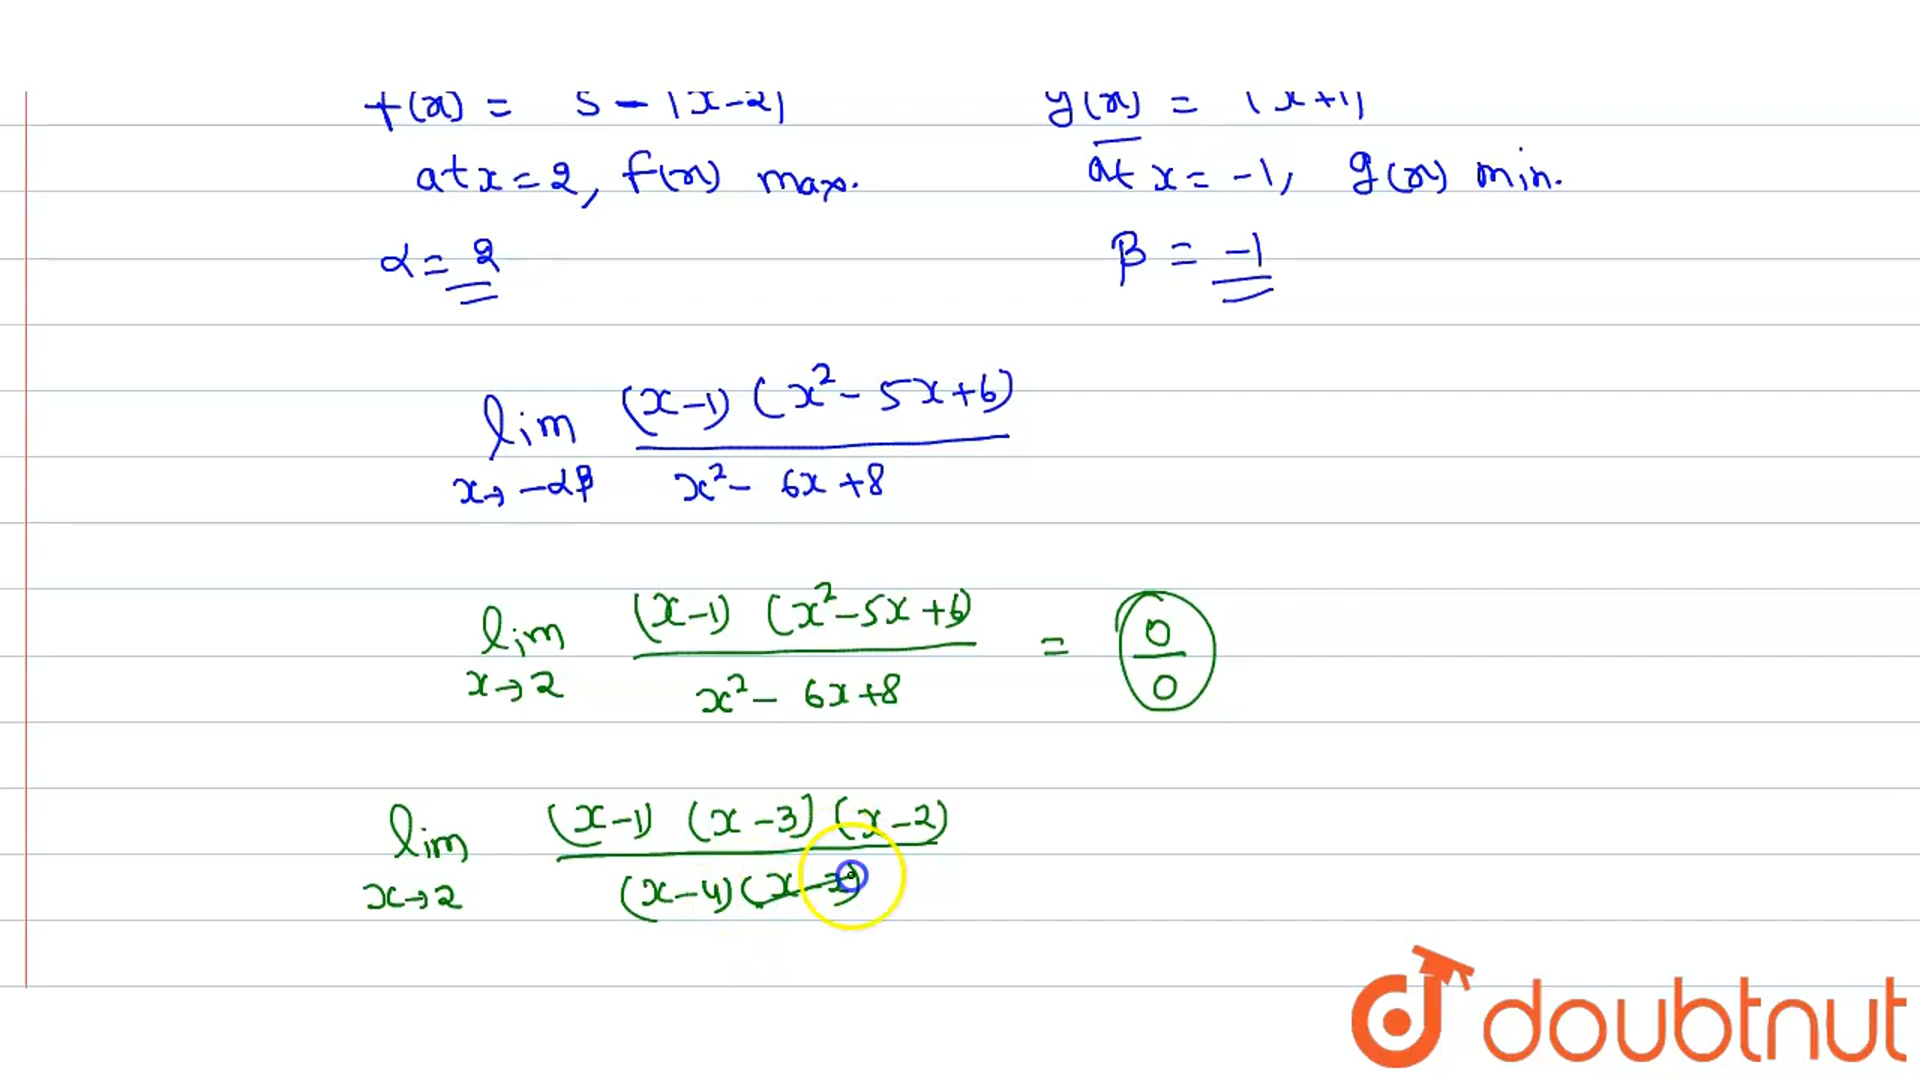 f(x) = 5 - |x-2|
y(x) = |x+1|
at x = 2, f(x) max.
at x = -1, g(x) min.
α = 2
β = -1
lim x→-αβ (x-1) (x² - 5x+6) / x² - 6x+8
lim x→2 (x-1) (x²-5x+6) / x² - 6x+8 = 0/0
lim x→2 (x-1) (x-3) (x-2) / (x-4) (x-2)
doubtnut